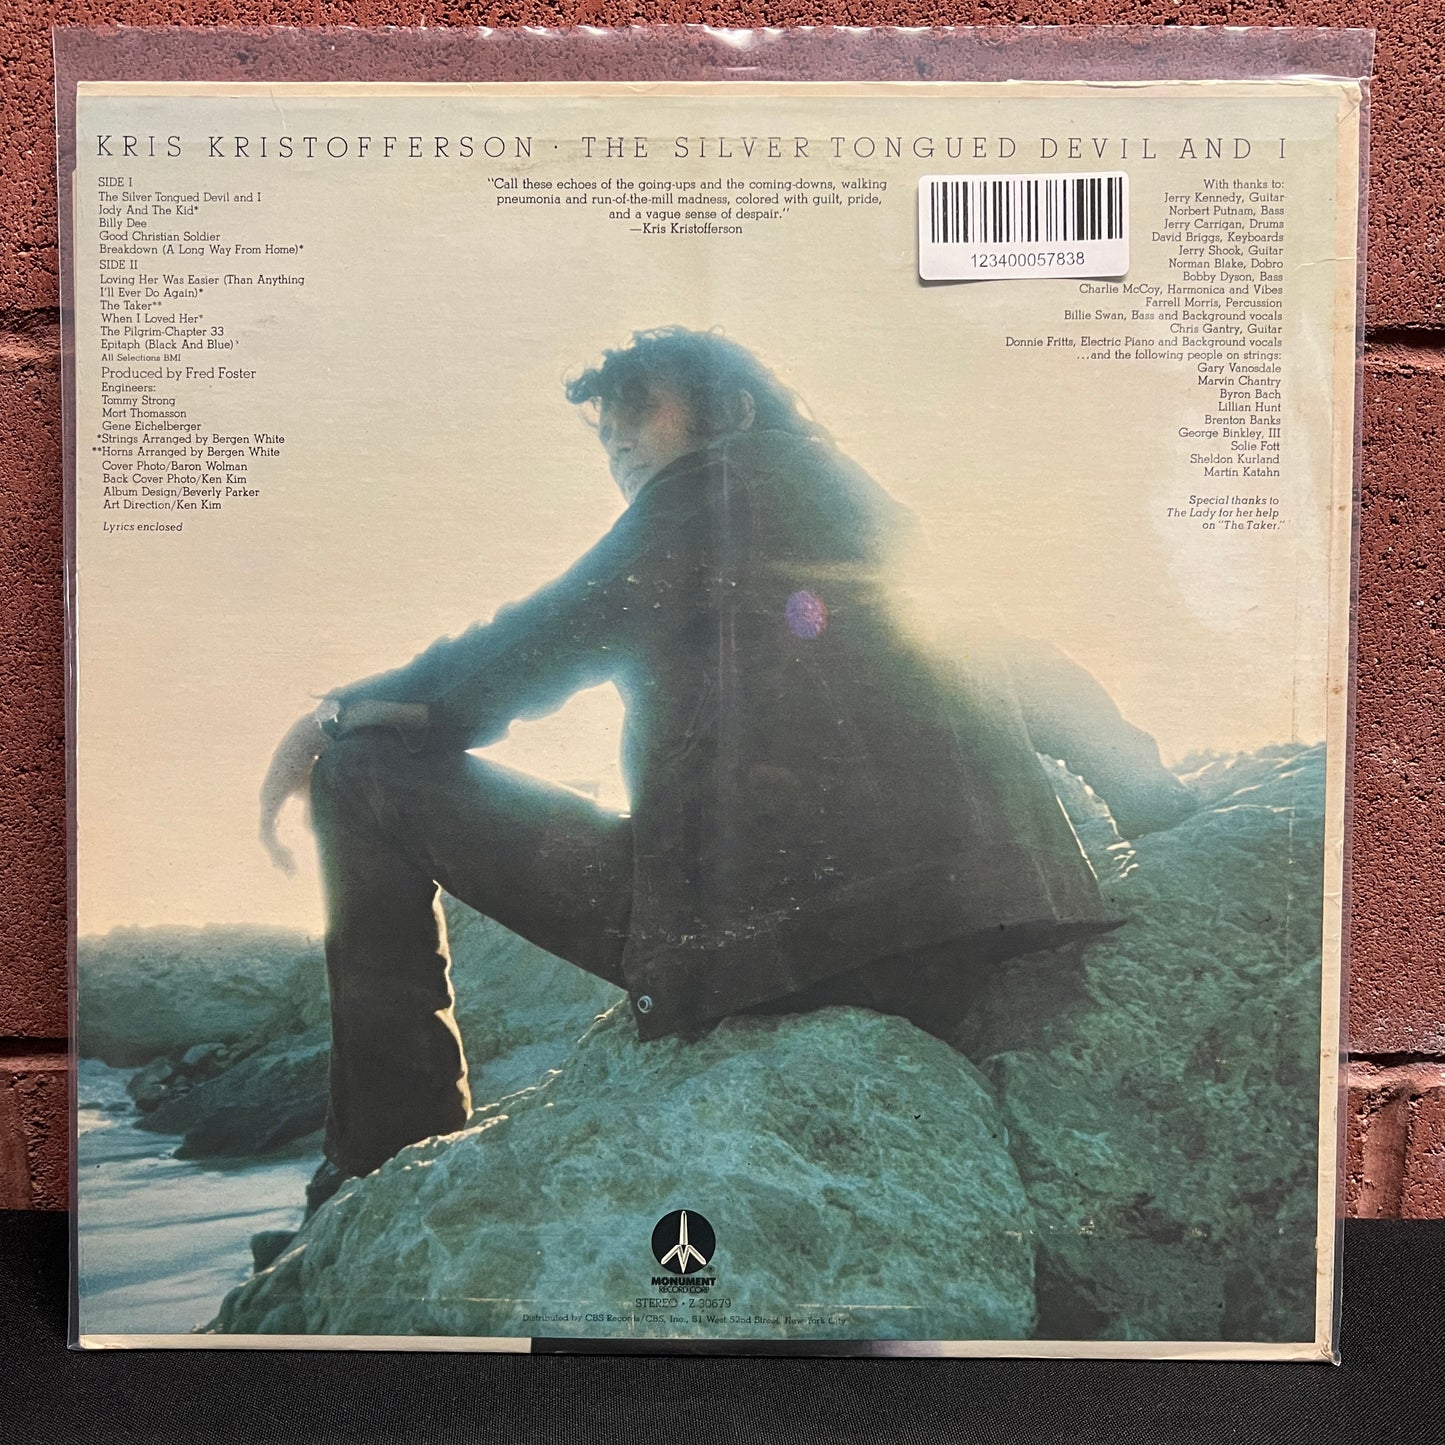 KRIS KRISTOFFERSON · THE SILVER TONGUED DEVIL AND I
SIDE I
The Silver Tongued Devil and I
Jody And The Kid*
Billy Dee
Good Christian Soldier
Breakdown (A Long Way From Home)*
SIDE II
Loving Her Was Easier (Than Anything
I'll Ever Do Again)*
The Taker**
When I Loved Her*
The Pilgrim-Chapter 33
Epitaph (Black And Blue)*
All Selections BMI
Produced by Fred Foster
Engineers:
Tommy Strong
Mort Thomasson
Gene Eichelberger
*Strings Arranged by Bergen White
**Horns Arranged by Bergen White
Cover Photo/Baron Wolman
Back Cover Photo/Ken Kim
Album Design/Beverly Parker
Art Direction/Ken Kim
Lyrics enclosed
"Call these echoes of the going-ups and the coming-downs, walking
pneumonia and run-of-the-mill madness, colored with guilt, pride,
and a vague sense of despair."
—Kris Kristofferson
123400057838
With thanks to:
Jerry Kennedy, Guitar
Norbert Putnam, Bass
Jerry Carrigan, Drums
David Briggs, Keyboards
Jerry Shook, Guitar
Norman Blake, Dobro
Bobby Dyson, Bass
Charlie McCoy, Harmonica and Vibes
Farrell Morris, Percussion
Billie Swan, Bass and Background vocals
Chris Gantry, Guitar
Donnie Fritts, Electric Piano and Background vocals
...and the following people on strings:
Gary Vanosdale
Marvin Chantry
Byron Bach
Lillian Hunt
Brenton Banks
George Binkley, III
Solie Fott
Sheldon Kurland
Martin Katahn
Special thanks to
The Lady for her help
on "The Taker."
MONUMENT
RECORD CORP.
STEREO · Z 30679
Distributed by CBS Records/CBS, Inc., 51 West 52nd Street, New York City